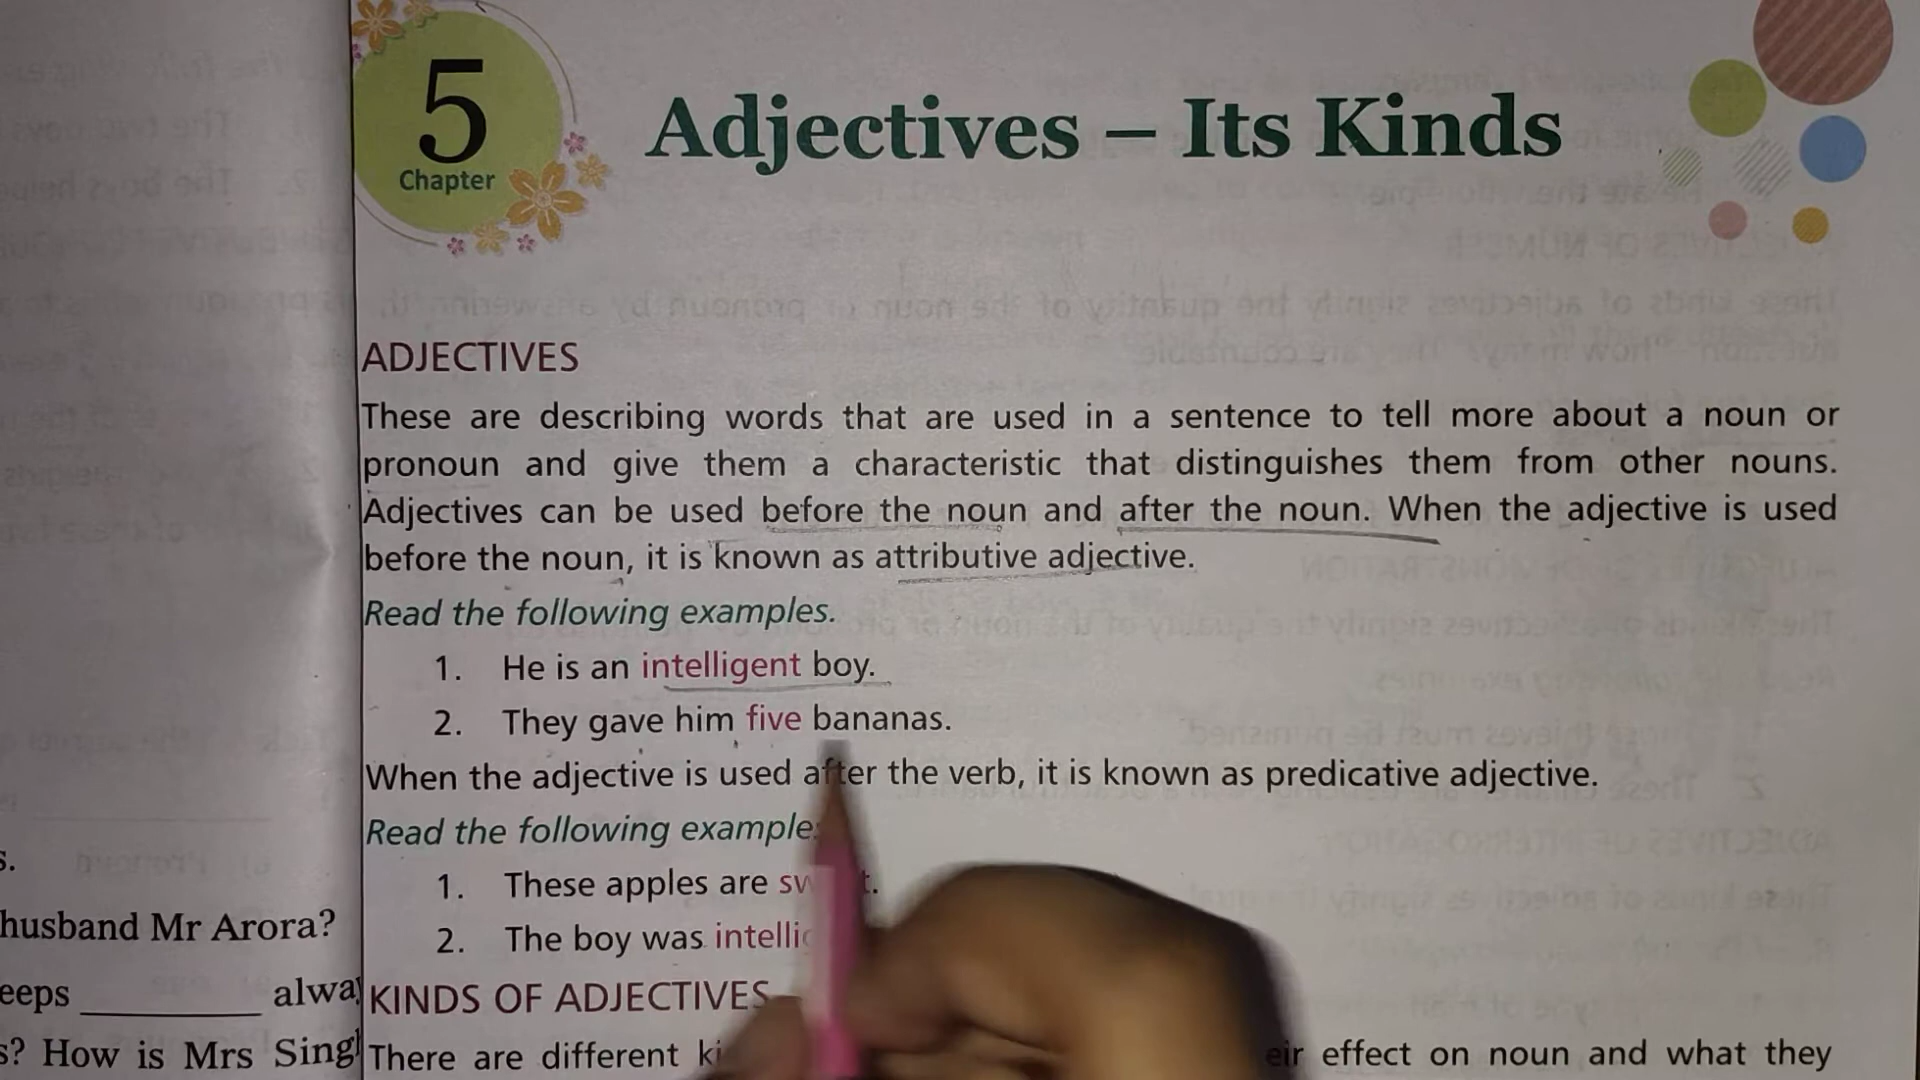 5
Chapter
Adjectives – Its Kinds
ADJECTIVES
These are describing words that are used in a sentence to tell more about a noun or
pronoun and give them a characteristic that distinguishes them from other nouns.
Adjectives can be used before the noun and after the noun. When the adjective is used
before the noun, it is known as attributive adjective.
Read the following examples.
1. He is an intelligent boy.
2. They gave him five bananas.
When the adjective is used after the verb, it is known as predicative adjective.
Read the following
1. These apples are
2. The boy was
KINDS OF ADJECTIVES
There are different effect on noun and what they
husband Mr Arora?
eeps ________
? How is Mrs